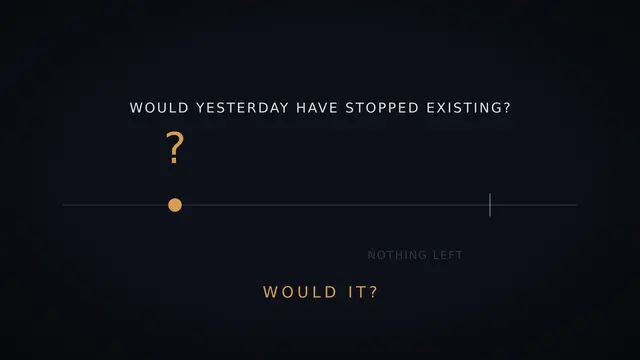 WOULD YESTERDAY HAVE STOPPED EXISTING?
?
NOTHING LEFT
WOULD IT?